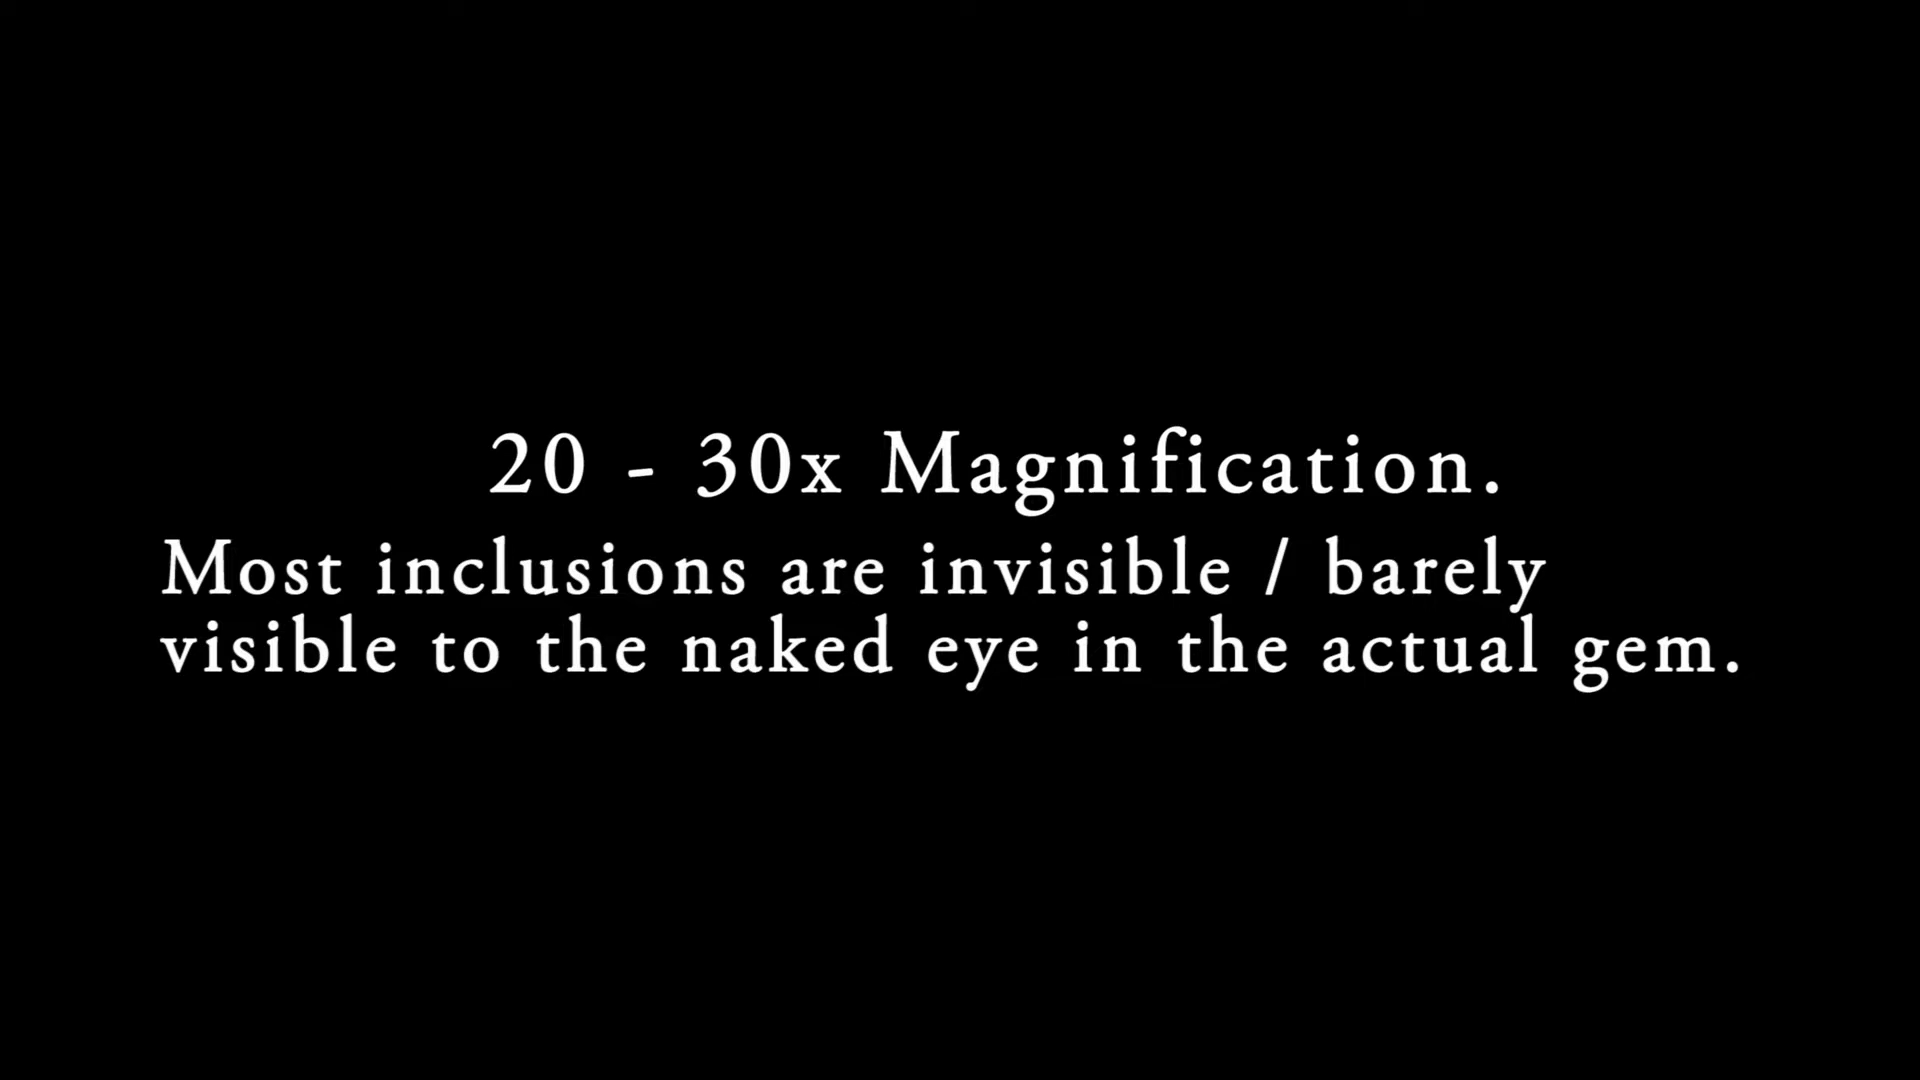 20 - 30x Magnification.
Most inclusions are invisible / barely
visible to the naked eye in the actual gem.